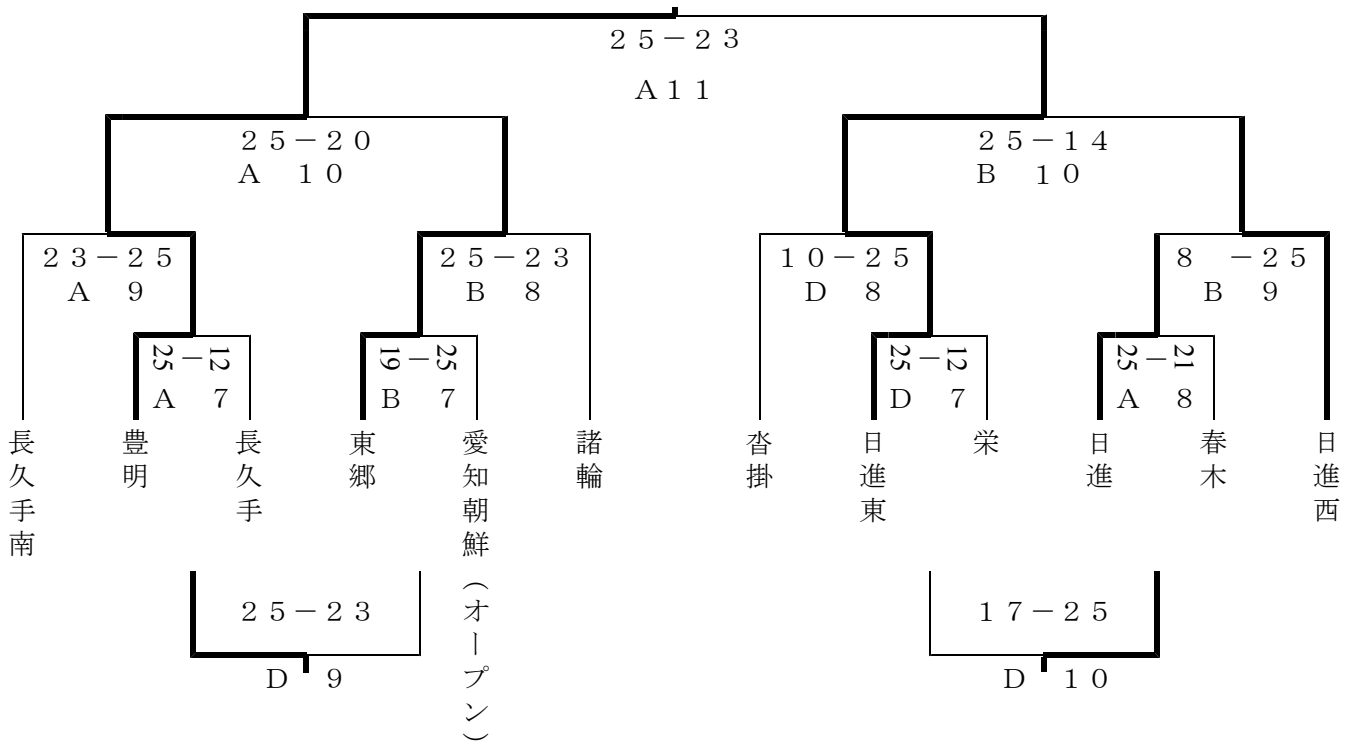 25－23
A11
25－20
A 10
25－14
B 10
23－25
A 9
25－23
B 8
10－25
D 8
8 －25
B 9
25－12
A 7
19－25
B 7
25－12
D 7
25－21
A 8
長久手南
豊明
長久手
東郷
愛知朝鮮（オープン）
諸輪
沓掛
日進東
栄
日進
春木
日進西
25－23
D 9
17－25
D 10